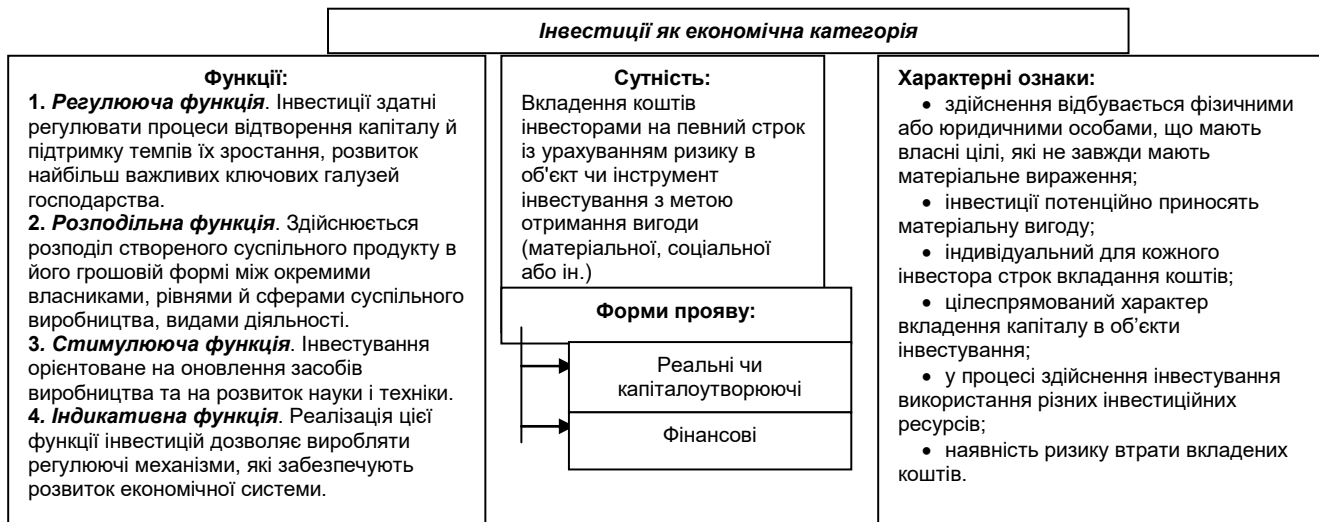 Інвестиції як економічна категорія
Функції:
1. Регулююча функція. Інвестиції здатні
регулювати процеси відтворення капіталу й
підтримку темпів їх зростання, розвиток
найбільш важливих ключових галузей
господарства.
2. Розподільна функція. Здійснюється
розподіл створеного суспільного продукту в
його грошовій формі між окремими
власниками, рівнями й сферами суспільного
виробництва, видами діяльності.
3. Стимулююча функція. Інвестування
орієнтоване на оновлення засобів
виробництва та на розвиток науки і техніки.
4. Індикативна функція. Реалізація цієї
функції інвестицій дозволяє виробляти
регулюючі механізми, які забезпечують
розвиток економічної системи.
Сутність:
Вкладення коштів
інвесторами на певний строк
із урахуванням ризику в
об'єкт чи інструмент
інвестування з метою
отримання вигоди
(матеріальної, соціальної
або ін.)
Форми прояву:
Реальні чи
капіталоутворюючі
Фінансові
Характерні ознаки:
• здійснення відбувається фізичними
або юридичними особами, що мають
власні цілі, які не завжди мають
матеріальне вираження;
• інвестиції потенційно приносять
матеріальну вигоду;
• індивідуальний для кожного
інвестора строк вкладання коштів;
• цілеспрямований характер
вкладення капіталу в об’єкти
інвестування;
• у процесі здійснення інвестування
використання різних інвестиційних
ресурсів;
• наявність ризику втрати вкладених
коштів.